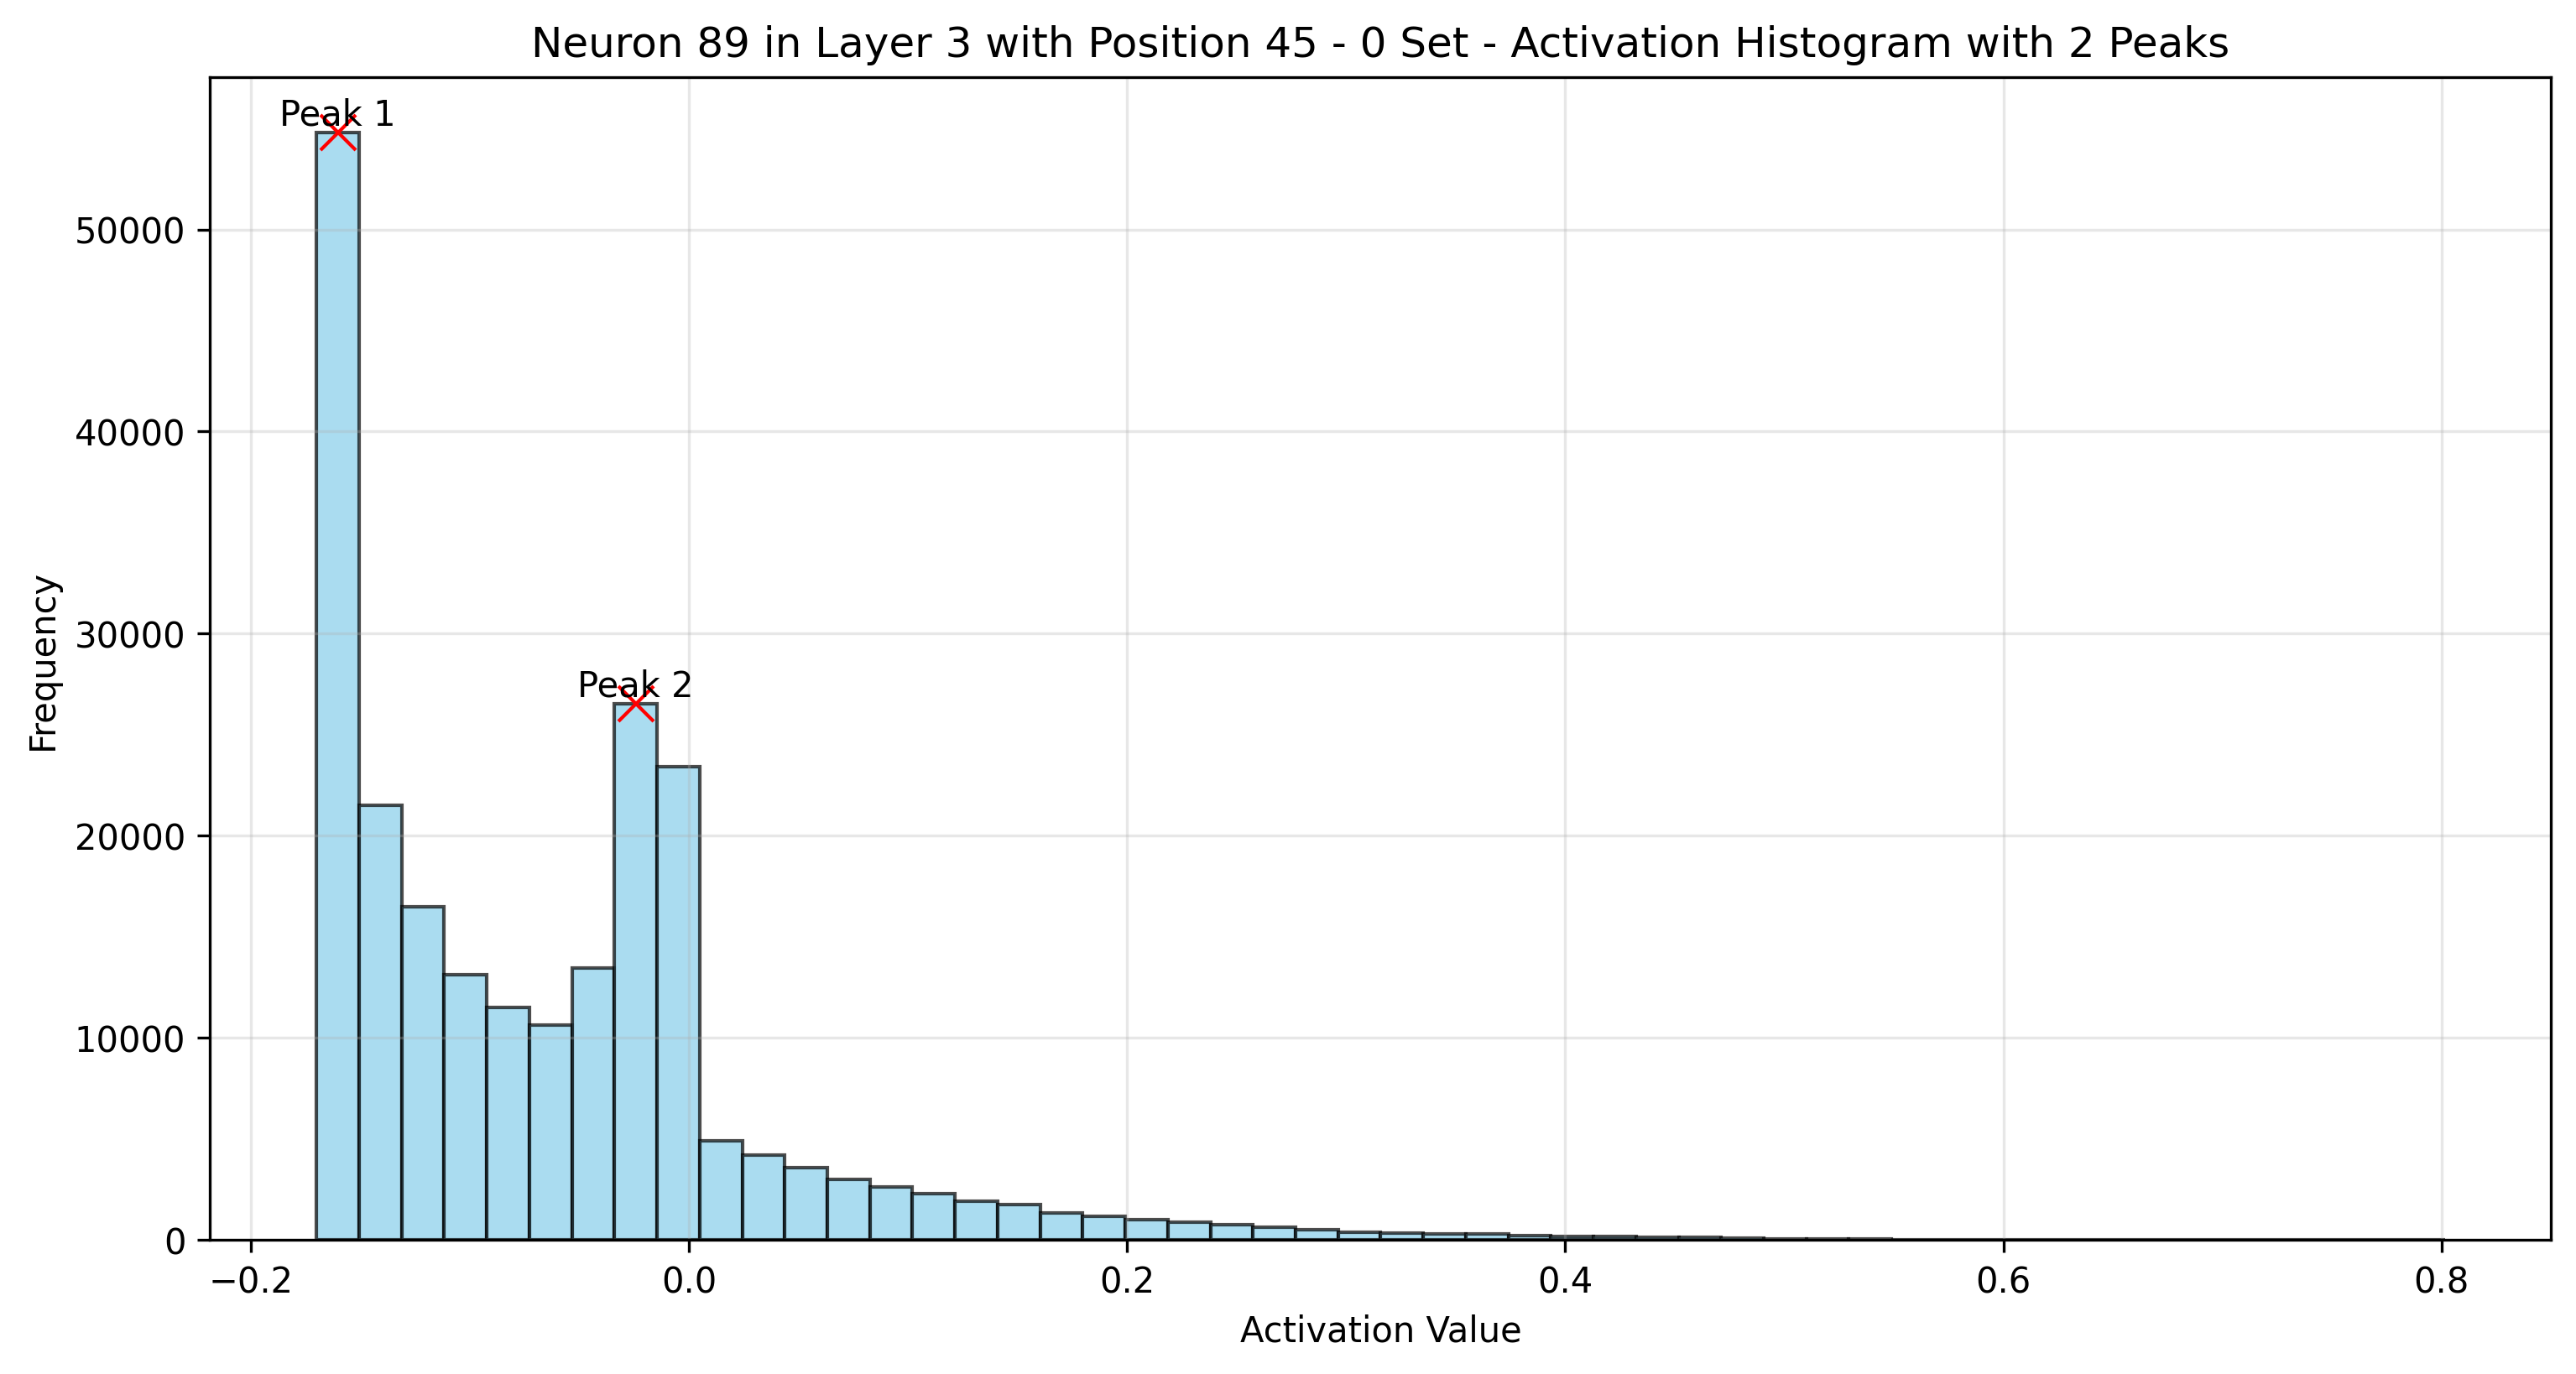 Neuron 89 in Layer 3 with Position 45 - 0 Set - Activation Histogram with 2 Peaks
Peak 1
Peak 2
Frequency
50000
40000
30000
20000
10000
0
−0.2
0.0
0.2
0.4
0.6
0.8
Activation Value